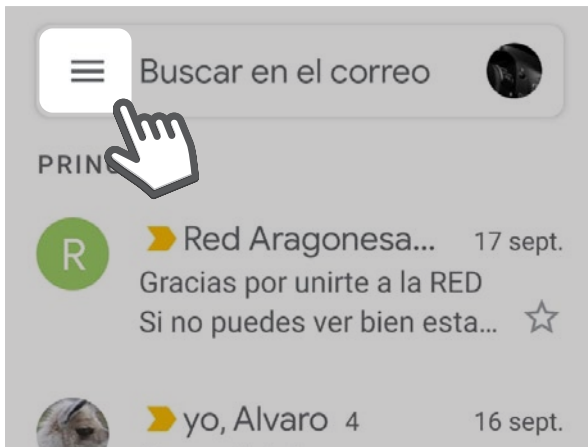 Buscar en el correo
PRIN
R
Red Aragonesa... 17 sept.
Gracias por unirte a la RED
Si no puedes ver bien esta...
yo, Alvaro 4 16 sept.